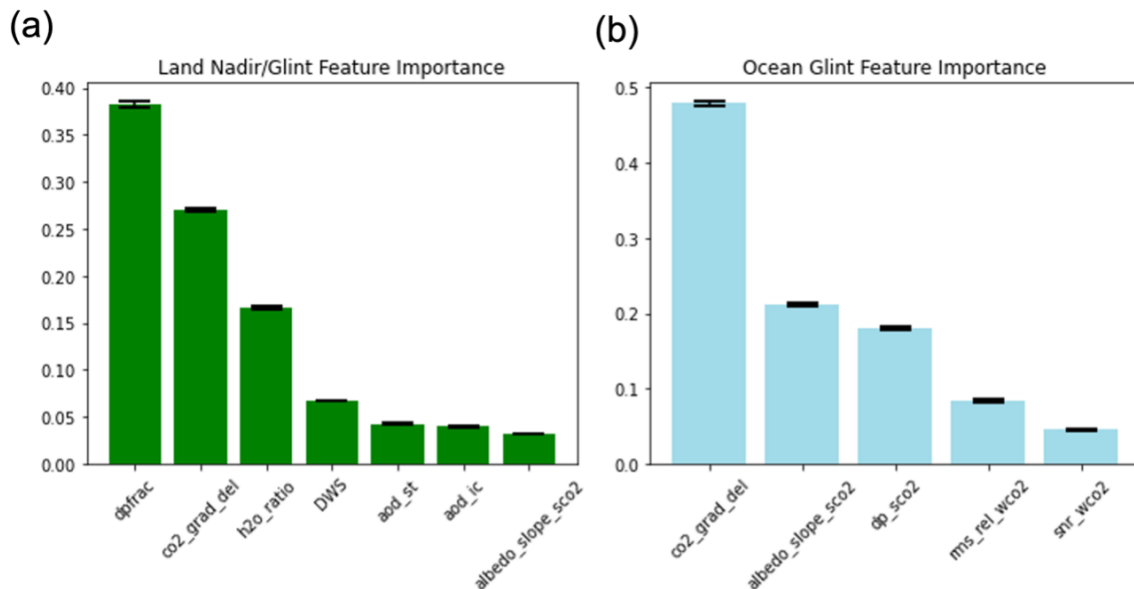 (a)
Land Nadir/Glint Feature Importance
0.40
0.35
0.30
0.25
0.20
0.15
0.10
0.05
0.00
dpfrac
co2_grad_del
h2o_ratio
DWS
aod_st
aod_ic
albedo_slope_sco2
(b)
Ocean Glint Feature Importance
0.5
0.4
0.3
0.2
0.1
0.0
co2_grad_del
albedo_slope_sco2
dp_sco2
rms_rel_wco2
snr_wco2